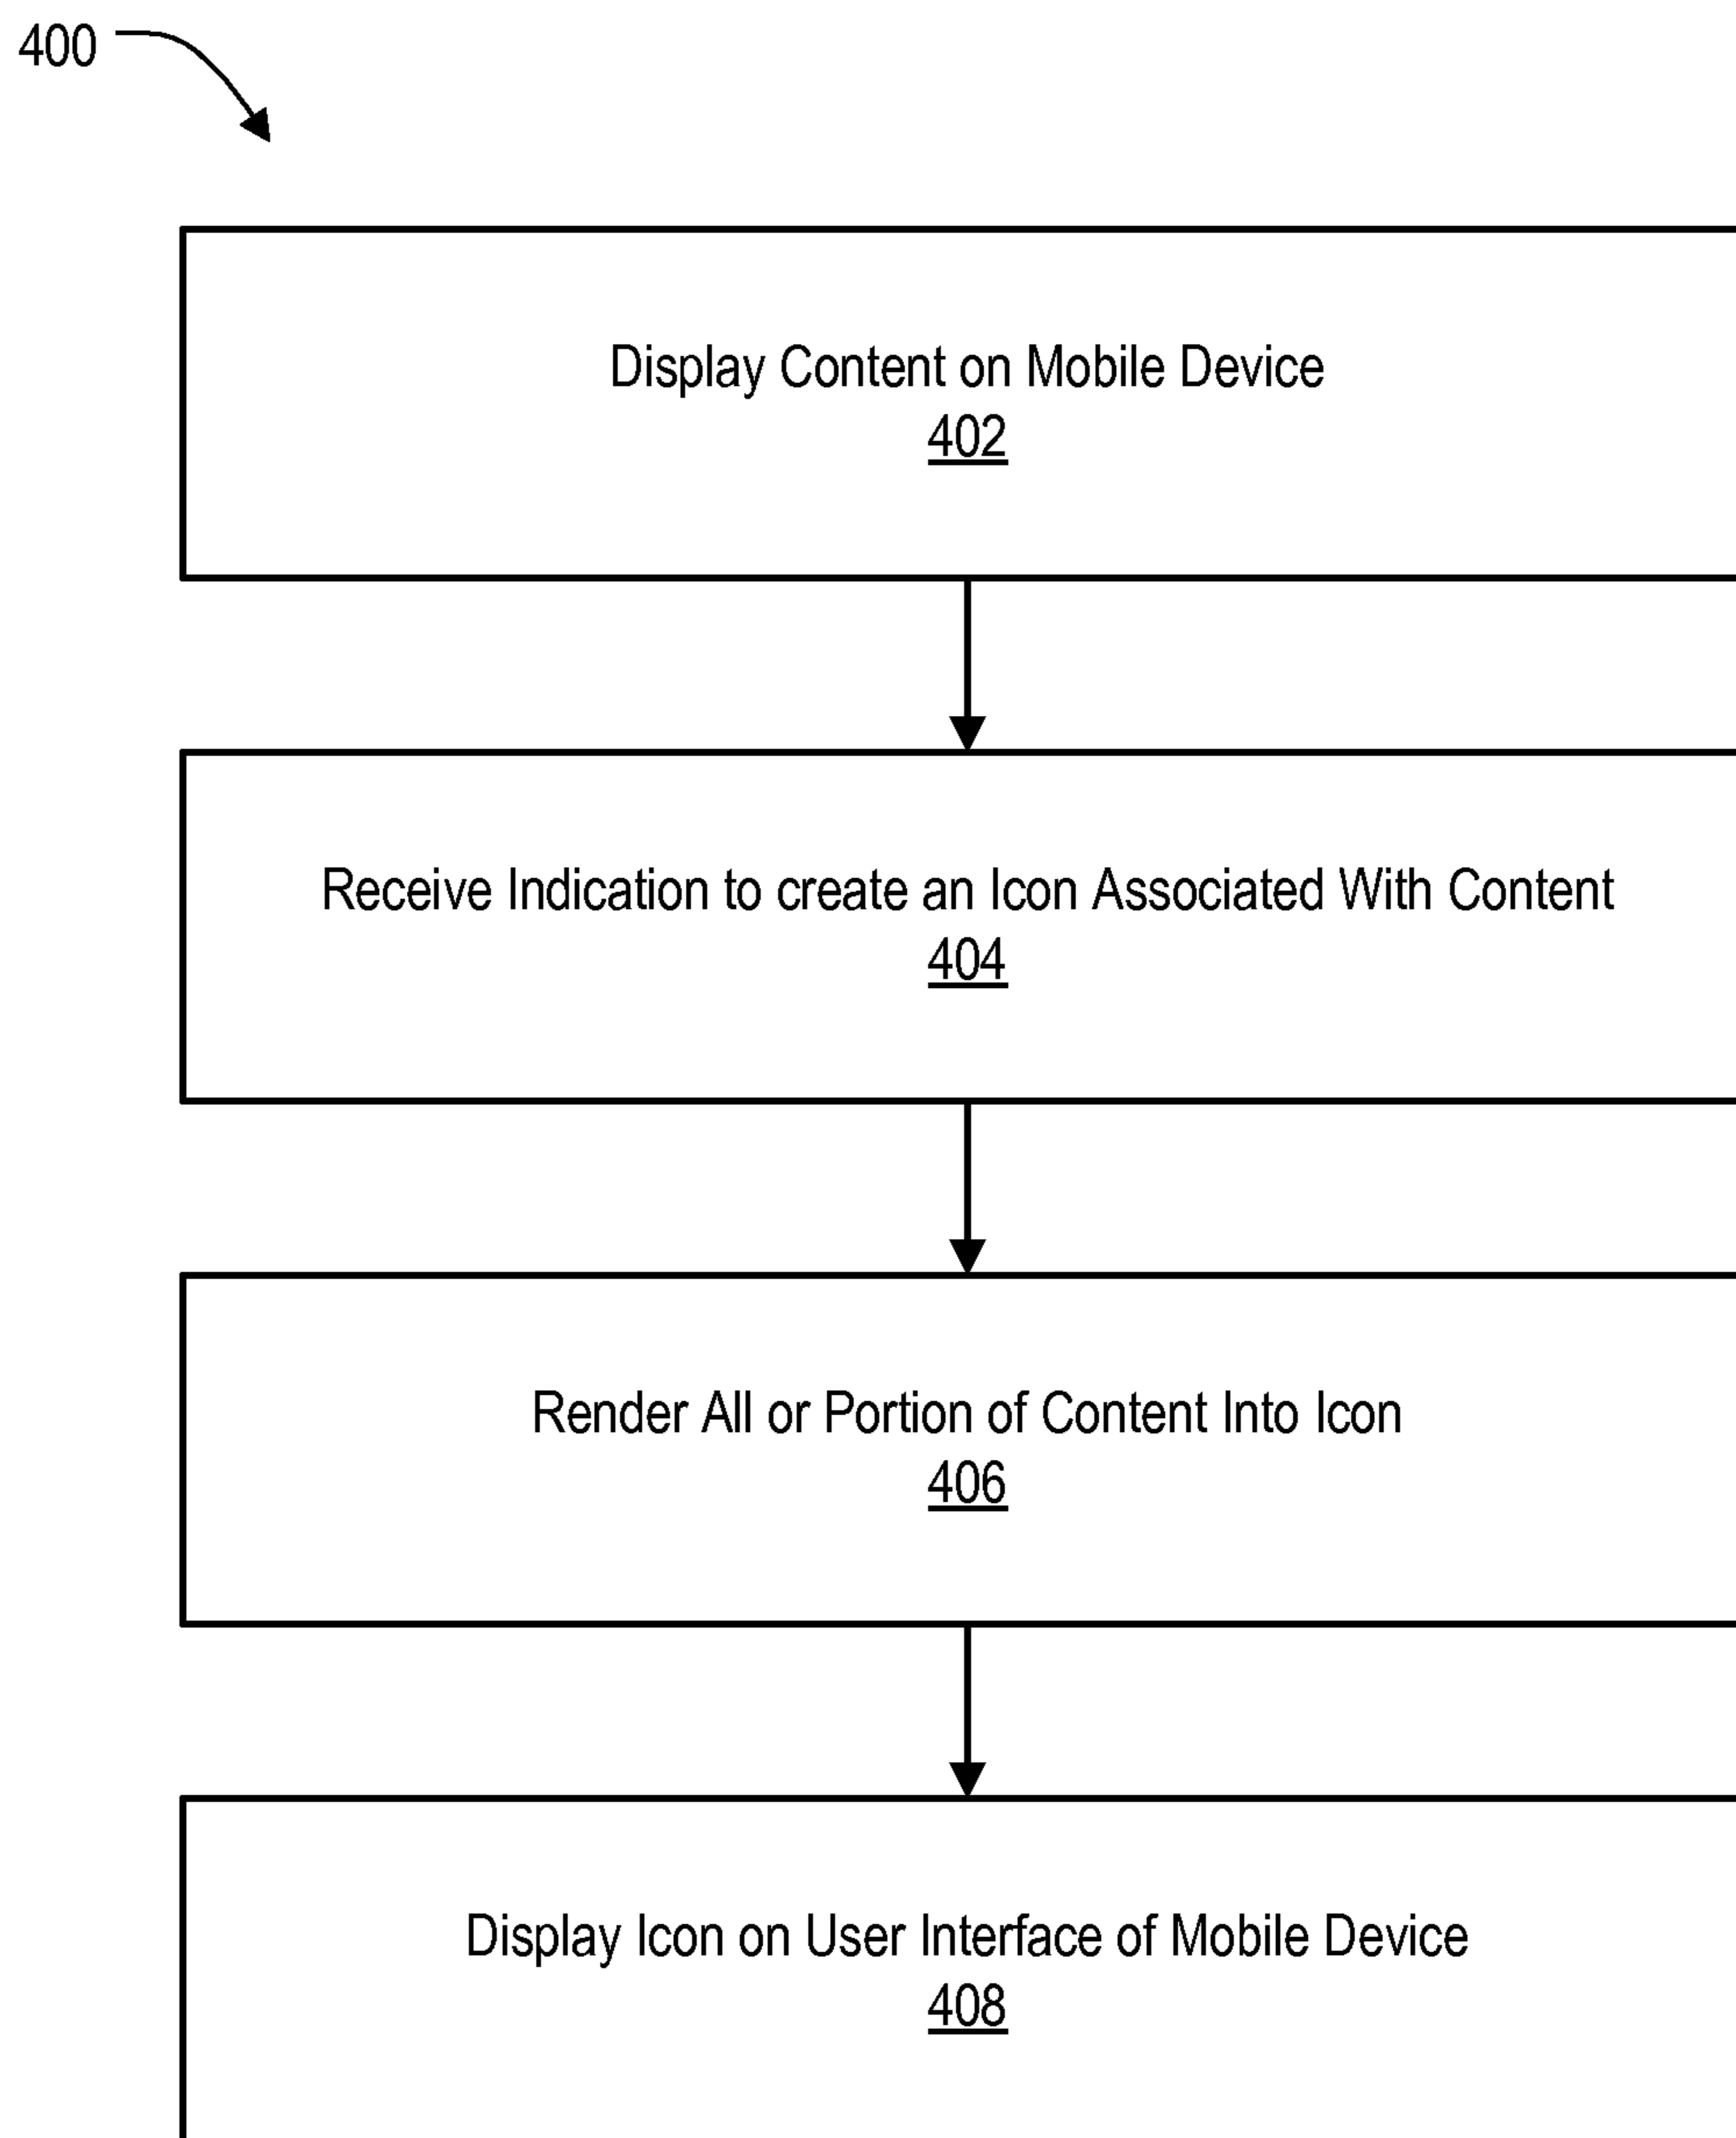 400
Display Content on Mobile Device
402
Receive Indication to create an Icon Associated With Content
404
Render All or Portion of Content Into Icon
406
Display Icon on User Interface of Mobile Device
408